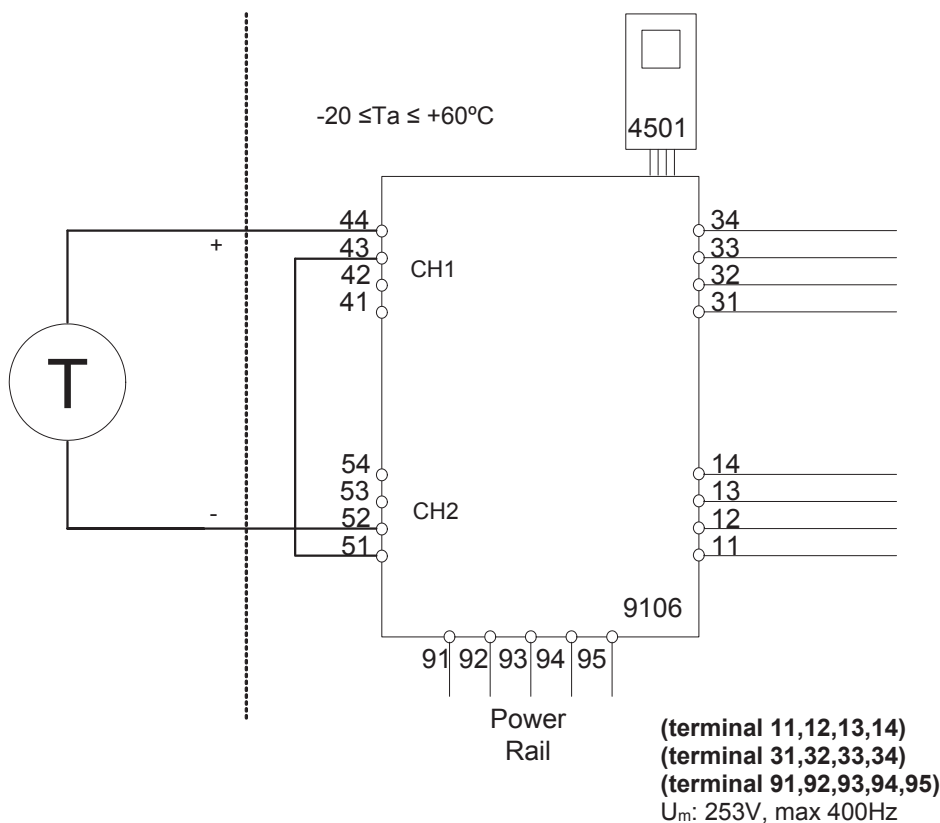 -20 ≤Ta ≤ +60ºC
4501
44
+
43
CH1
42
41
34
33
32
31
T
54
53
CH2
52
-
51
14
13
12
11
9106
91 92 93 94 95
Power
Rail
(terminal 11,12,13,14)
(terminal 31,32,33,34)
(terminal 91,92,93,94,95)
Um: 253V, max 400Hz